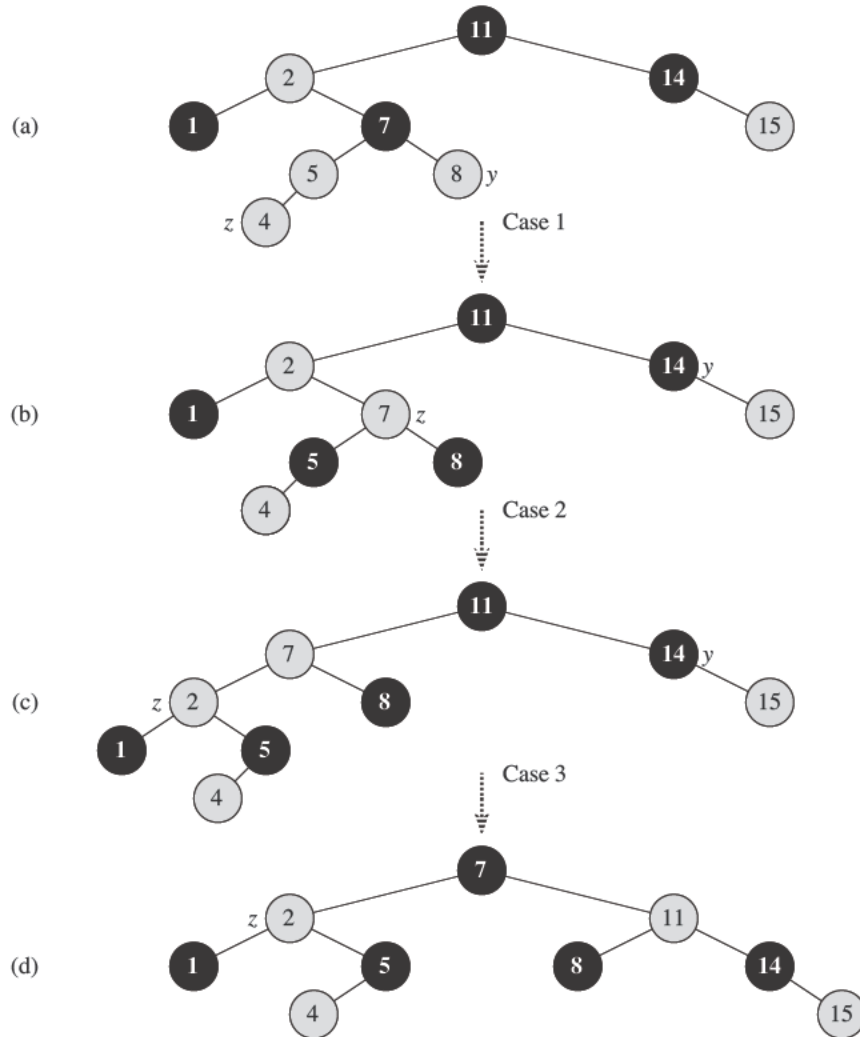 11
2 14
(a) 1 7 15
5 8 y
z 4 Case 1
11
2 14 y
(b) 1 7 z 15
5 8
4 Case 2
11
7 14 y
(c) z 2 8 15
1 5
4 Case 3
7
z 2 11
(d) 1 5 8 14
4 15